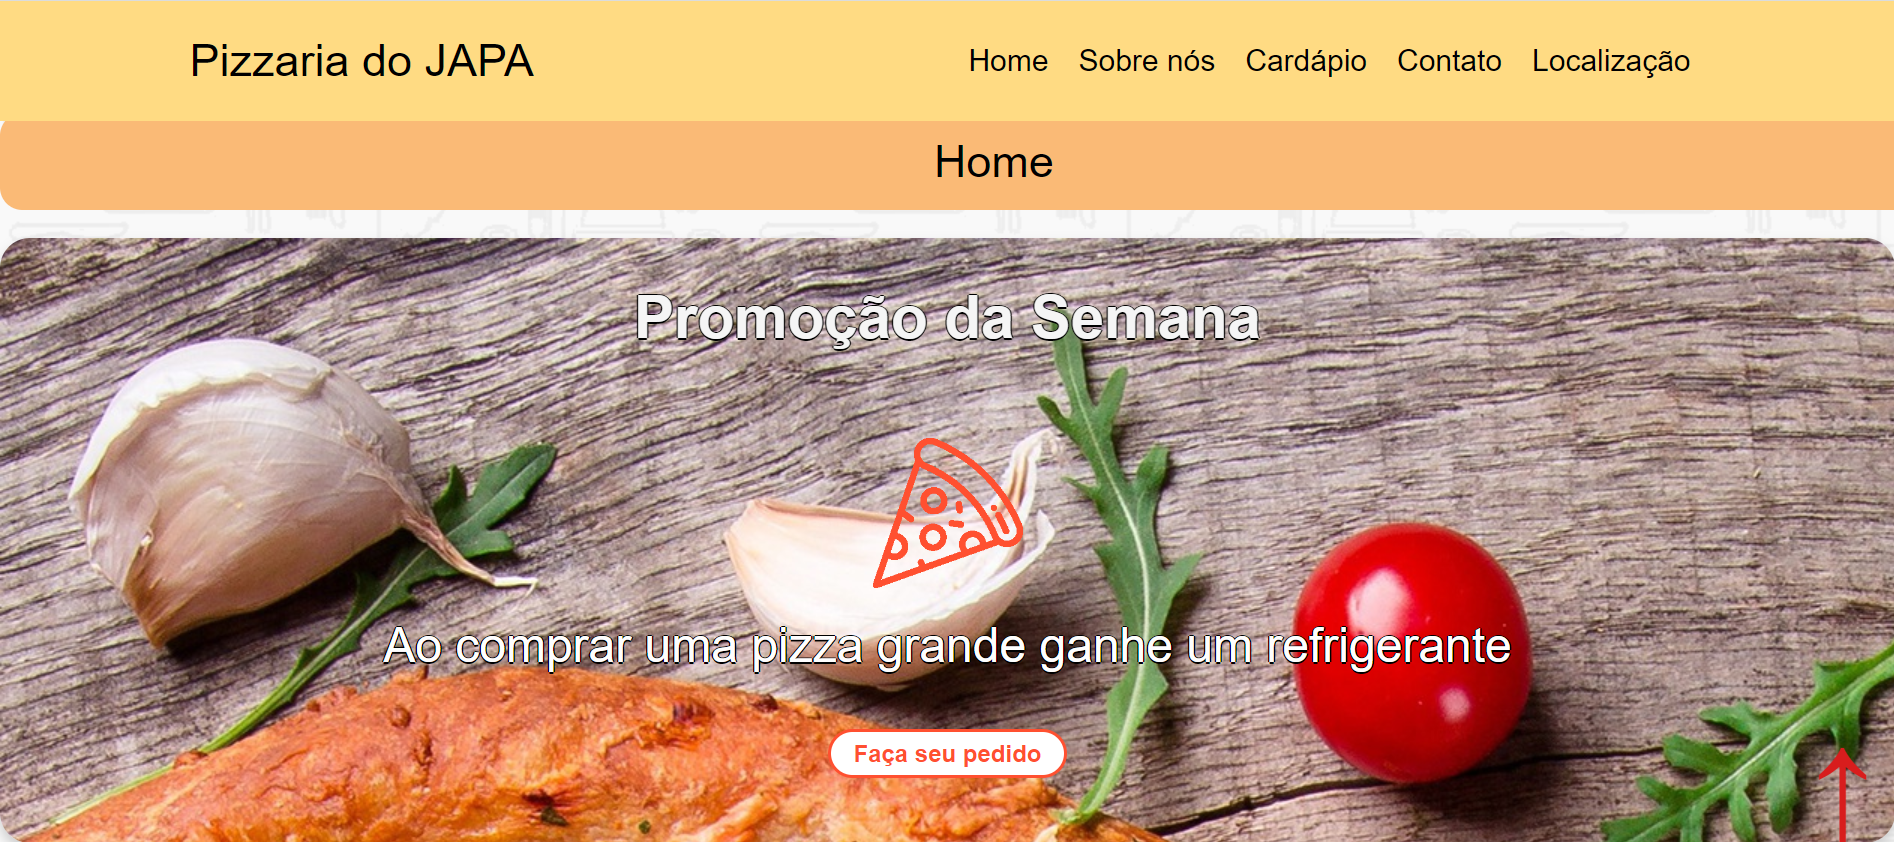 Pizzaria do JAPA
Home Sobre nós Cardápio Contato Localização
Home
Promoção da Semana
Ao comprar uma pizza grande ganhe um refrigerante
Faça seu pedido